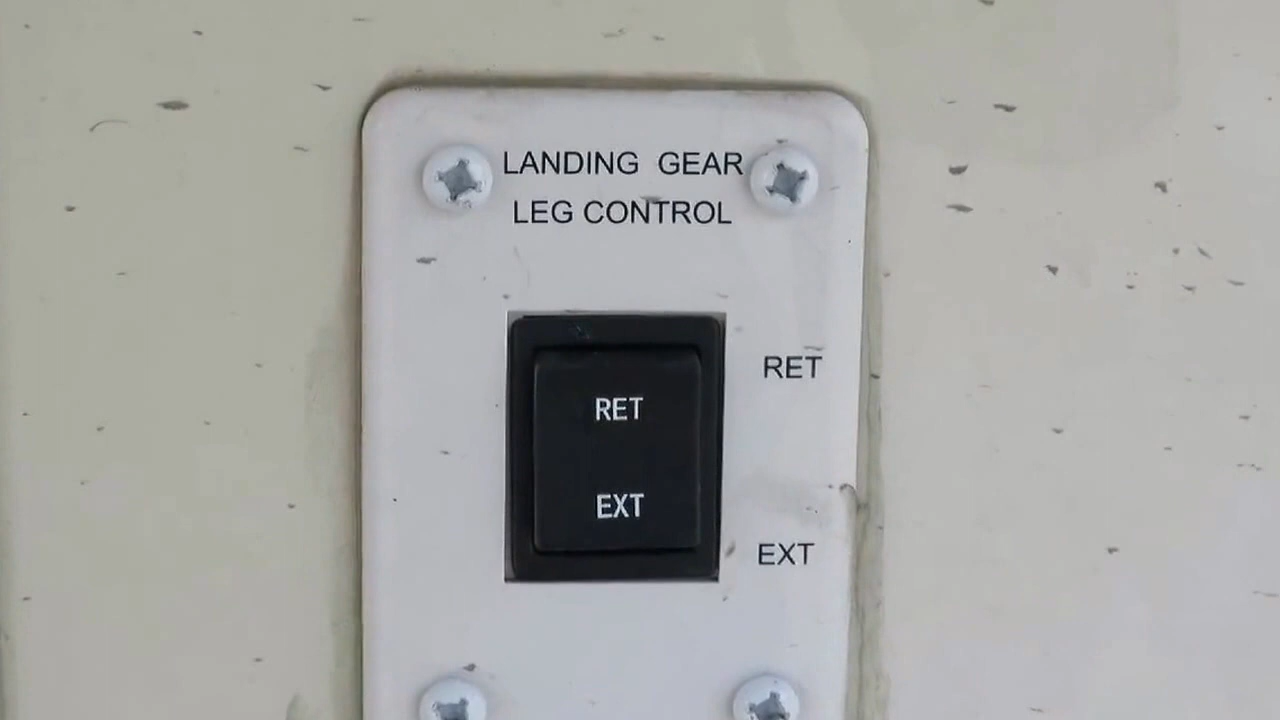 LANDING GEAR
LEG CONTROL
RET
RET
EXT
EXT